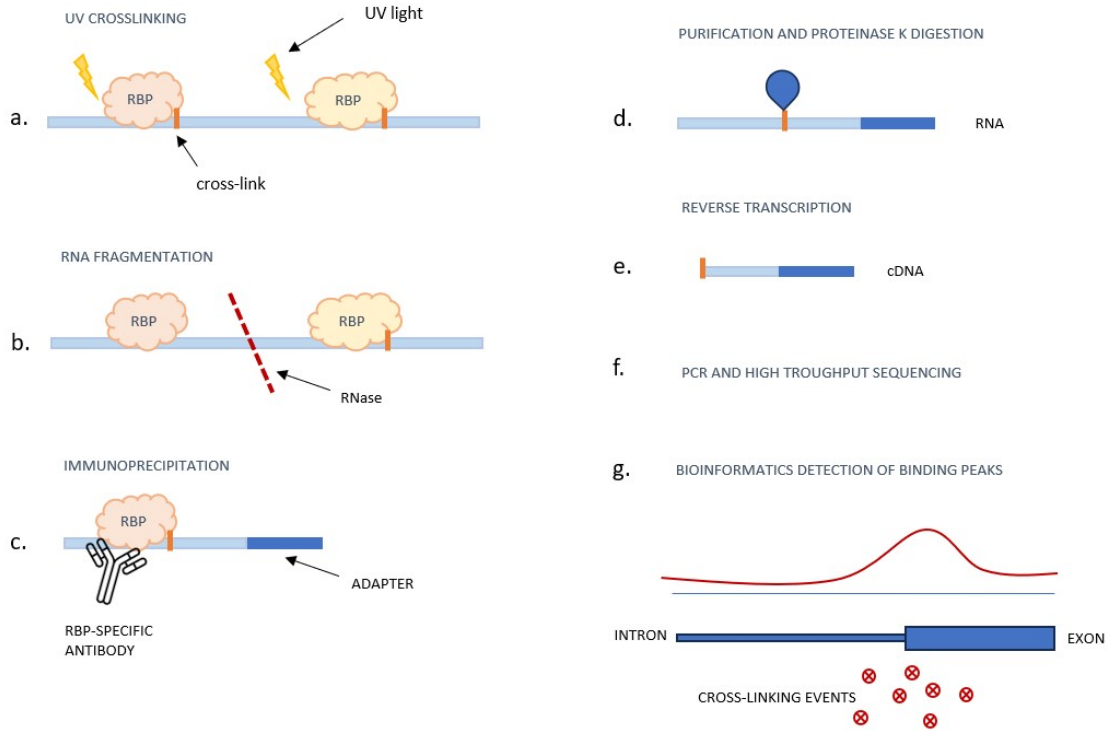 UV CROSSLINKING
UV light
a.
RBP
RBP
cross-link
RNA FRAGMENTATION
b.
RBP
RBP
RNase
IMMUNOPRECIPITATION
c.
RBP
ADAPTER
RBP-SPECIFIC
ANTIBODY
PURIFICATION AND PROTEINASE K DIGESTION
d.
RNA
REVERSE TRANSCRIPTION
e.
cDNA
f.
PCR AND HIGH TROUGHPUT SEQUENCING
g.
BIOINFORMATICS DETECTION OF BINDING PEAKS
INTRON
EXON
CROSS-LINKING EVENTS